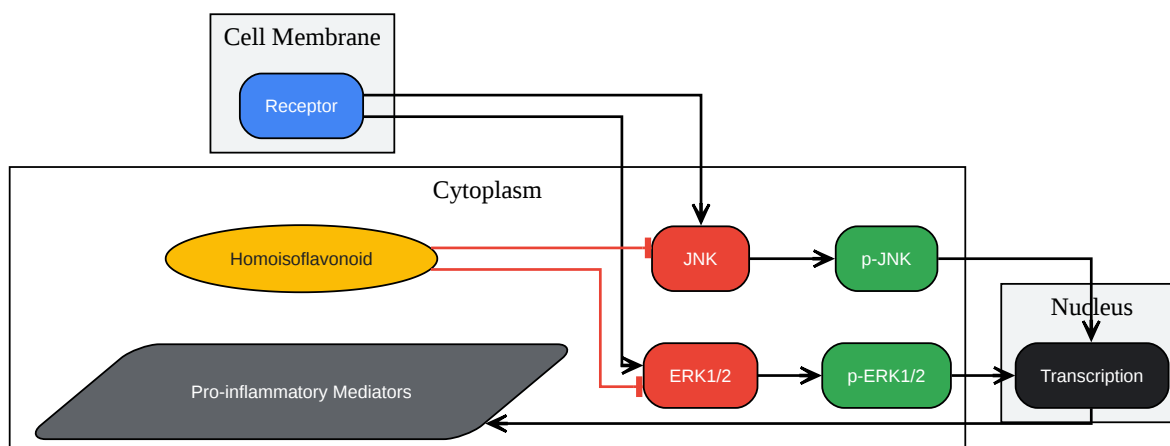 Cell Membrane
Receptor
Cytoplasm
Homoisoflavonoid
JNK
p-JNK
Nucleus
Pro-inflammatory Mediators
ERK1/2
p-ERK1/2
Transcription